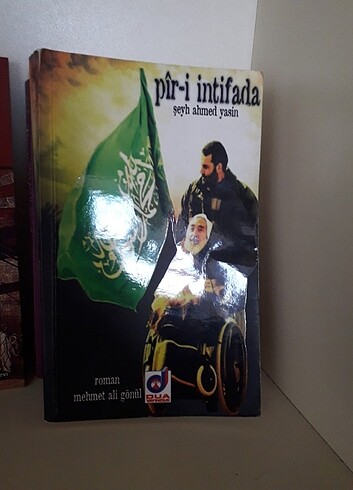 pîr-i intifada
şeyh ahmed yasin
roman
mehmet ali gönül
DUA